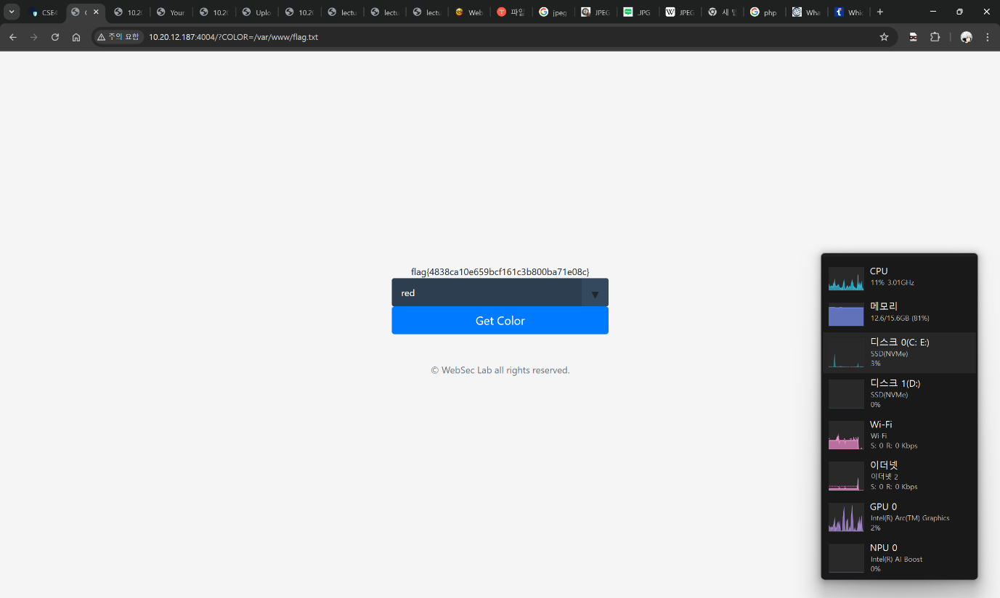 CSE4
10.20
Your
10.20
Uplo
10.20
lectu
lectu
lectu
Web
파일
jpeg
JPEG
.JPG
JPEG
새 탭
php
Wha
Whic
주의 요함
10.20.12.187:4004/?COLOR=/var/www/flag.txt
flag{4838ca10e659bcf161c3b800ba71e08c}
red
Get Color
© WebSec Lab all rights reserved.
CPU
11% 3.01GHz
메모리
12.6/15.6GB (81%)
디스크 0(C: E:)
SSD(NVMe)
3%
디스크 1(D:)
SSD(NVMe)
0%
Wi-Fi
Wi-Fi
S: 0 R: 0 Kbps
이더넷
이더넷 2
S: 0 R: 0 Kbps
GPU 0
Intel(R) Arc(TM) Graphics
2%
NPU 0
Intel(R) AI Boost
0%